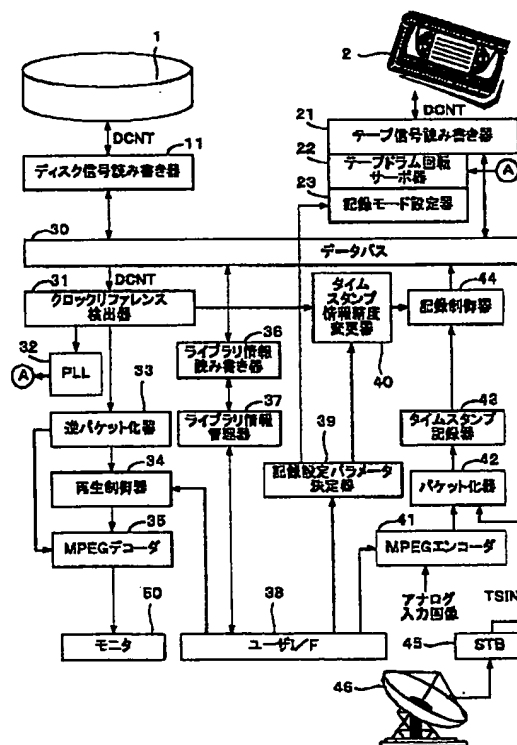 1
2
DCNT
DCNT
21
テープ信号読み書き器
22
テープドラム回転
サーボ器
A
23
記録モード設定器
11
ディスク信号読み書き器
30
データバス
31
DCNT
クロックリファレンス
検出器
タイム
スタンプ
情報精度
変更器
40
44
記録制御器
32
A
PLL
36
ライブラリ情報
読み書き器
33
逆パケット化器
37
ライブラリ情報
管理器
43
タイムスタンプ
記録器
39
記録設定パラメータ
決定器
34
再生制御器
42
パケット化器
35
MPEGデコーダ
41
MPEGエンコーダ
アナログ
入力画像
TSIN
50
モニタ
38
ユーザI/F
45
STB
46